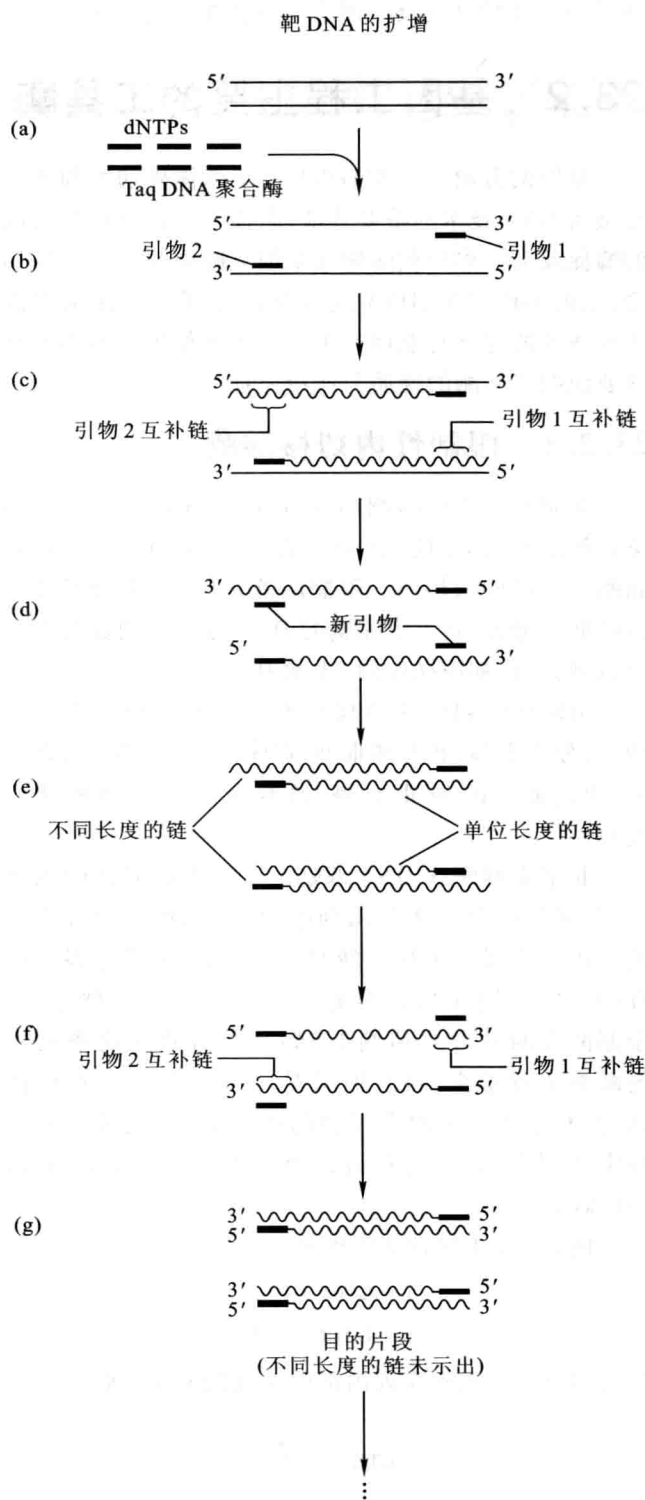 靶DNA的扩增
5′ 3′
(a)
dNTPs
Taq DNA 聚合酶
5′ 3′
引物2 引物1
(b)
3′ 5′
(c)
5′ 3′
引物2互补链 引物1互补链
3′ 5′
3′ 5′
(d)
新引物
5′ 3′
(e)
不同长度的链 单位长度的链
(f)
5′ 3′
引物2互补链 引物1互补链
3′ 5′
(g)
3′ 5′
5′ 3′
3′ 5′
5′ 3′
目的片段
(不同长度的链未示出)
⋮